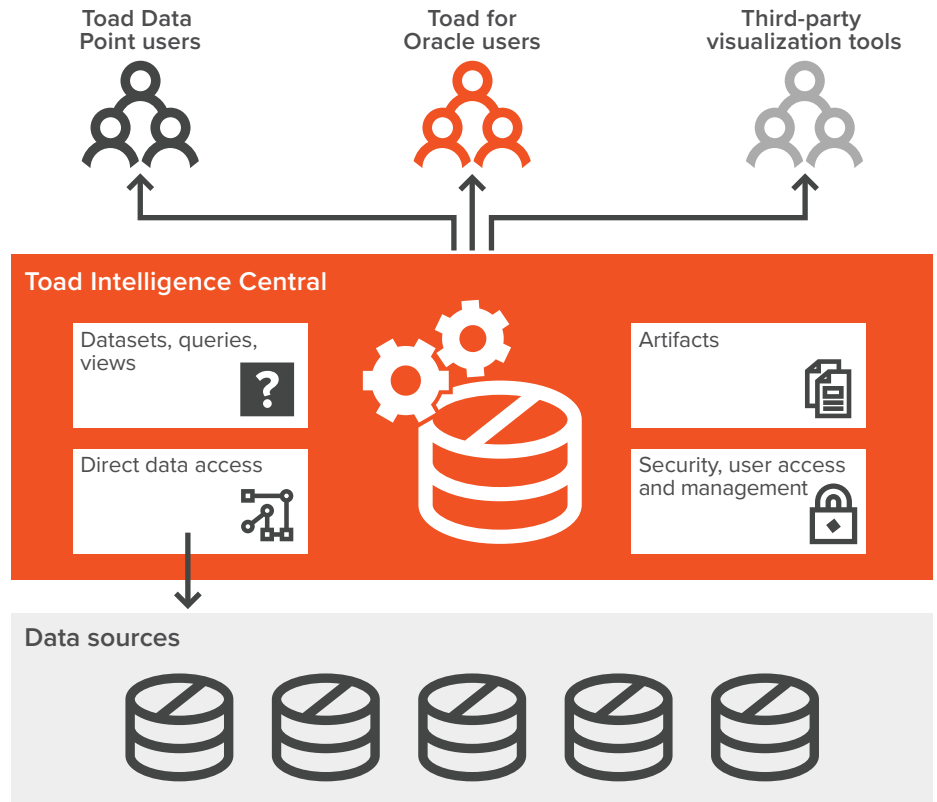 Toad Data
Point users
Toad for
Oracle users
Third-party
visualization tools
Toad Intelligence Central
Datasets, queries,
views
?
Artifacts
Direct data access
Security, user access
and management
Data sources